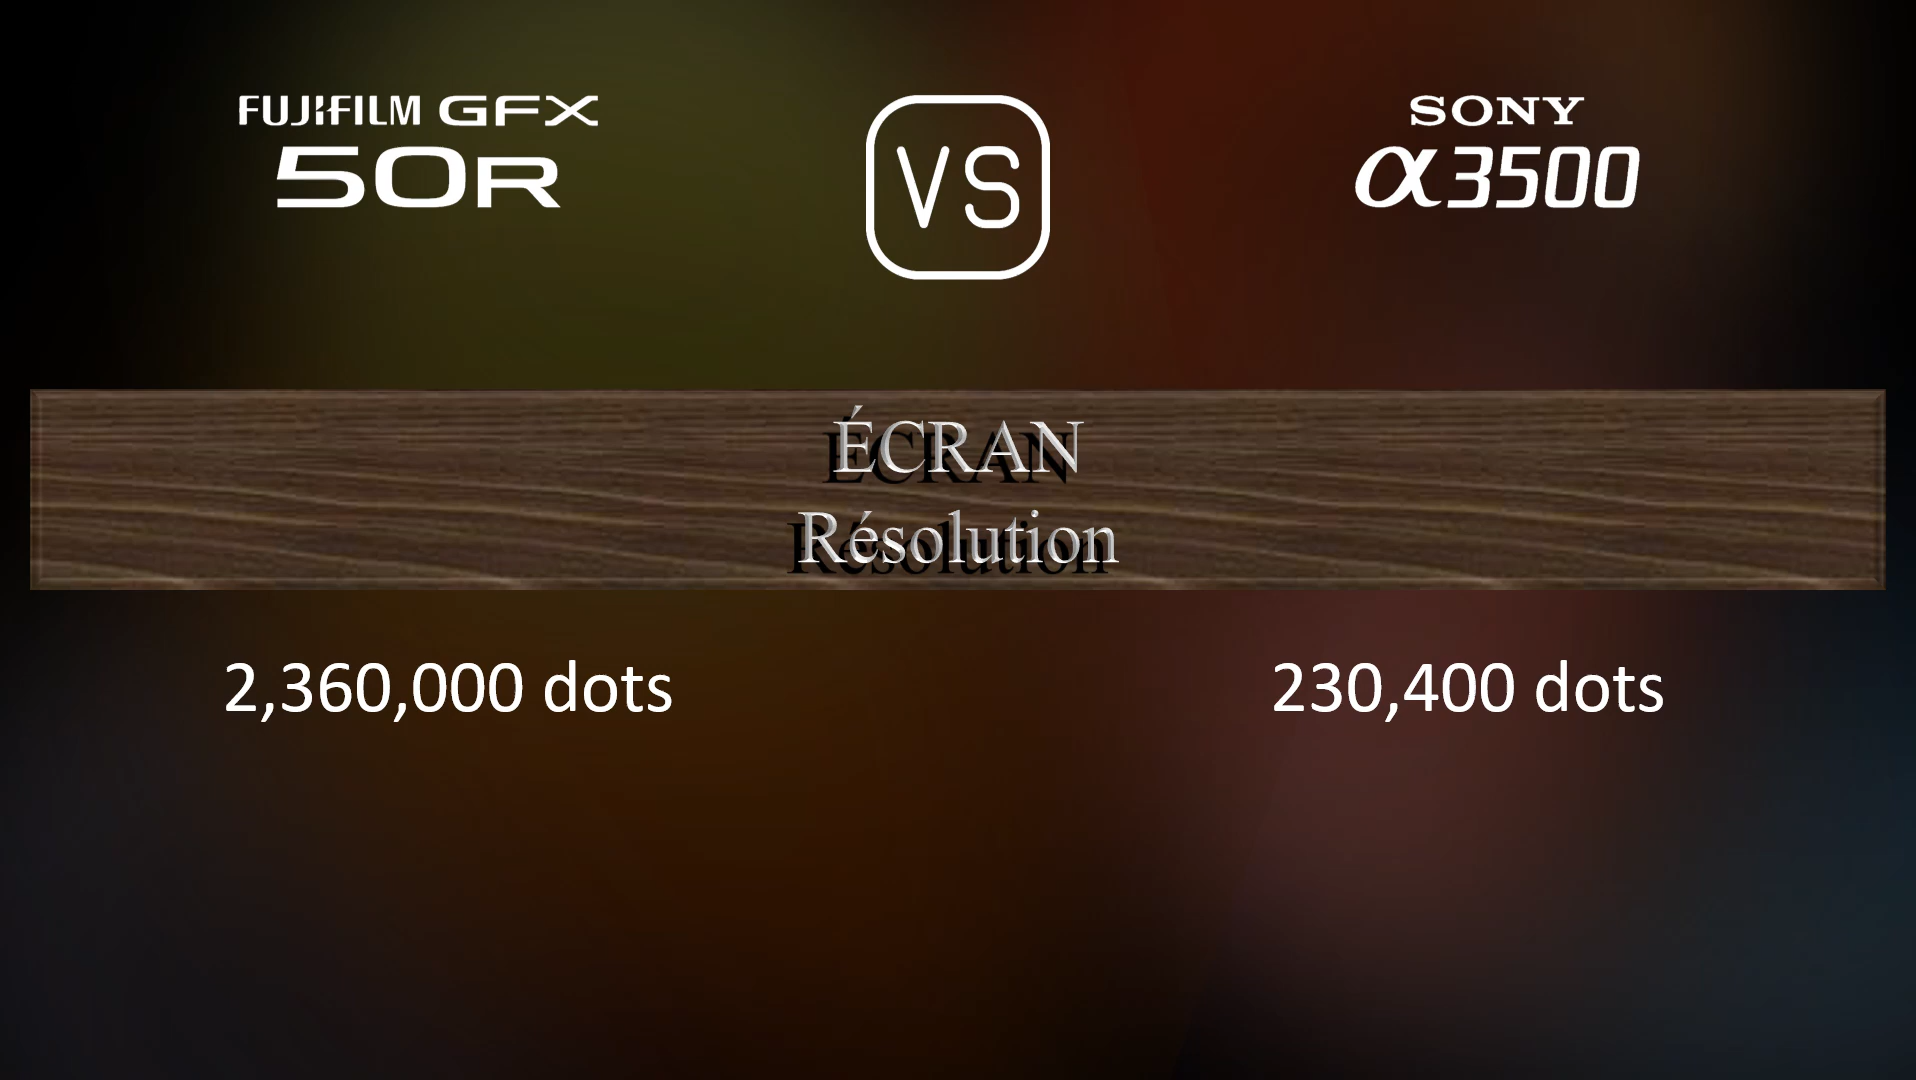 FUJIFILM GFX
50R
VS
SONY
α3500
ÉCRAN
Résolution
2,360,000 dots
230,400 dots